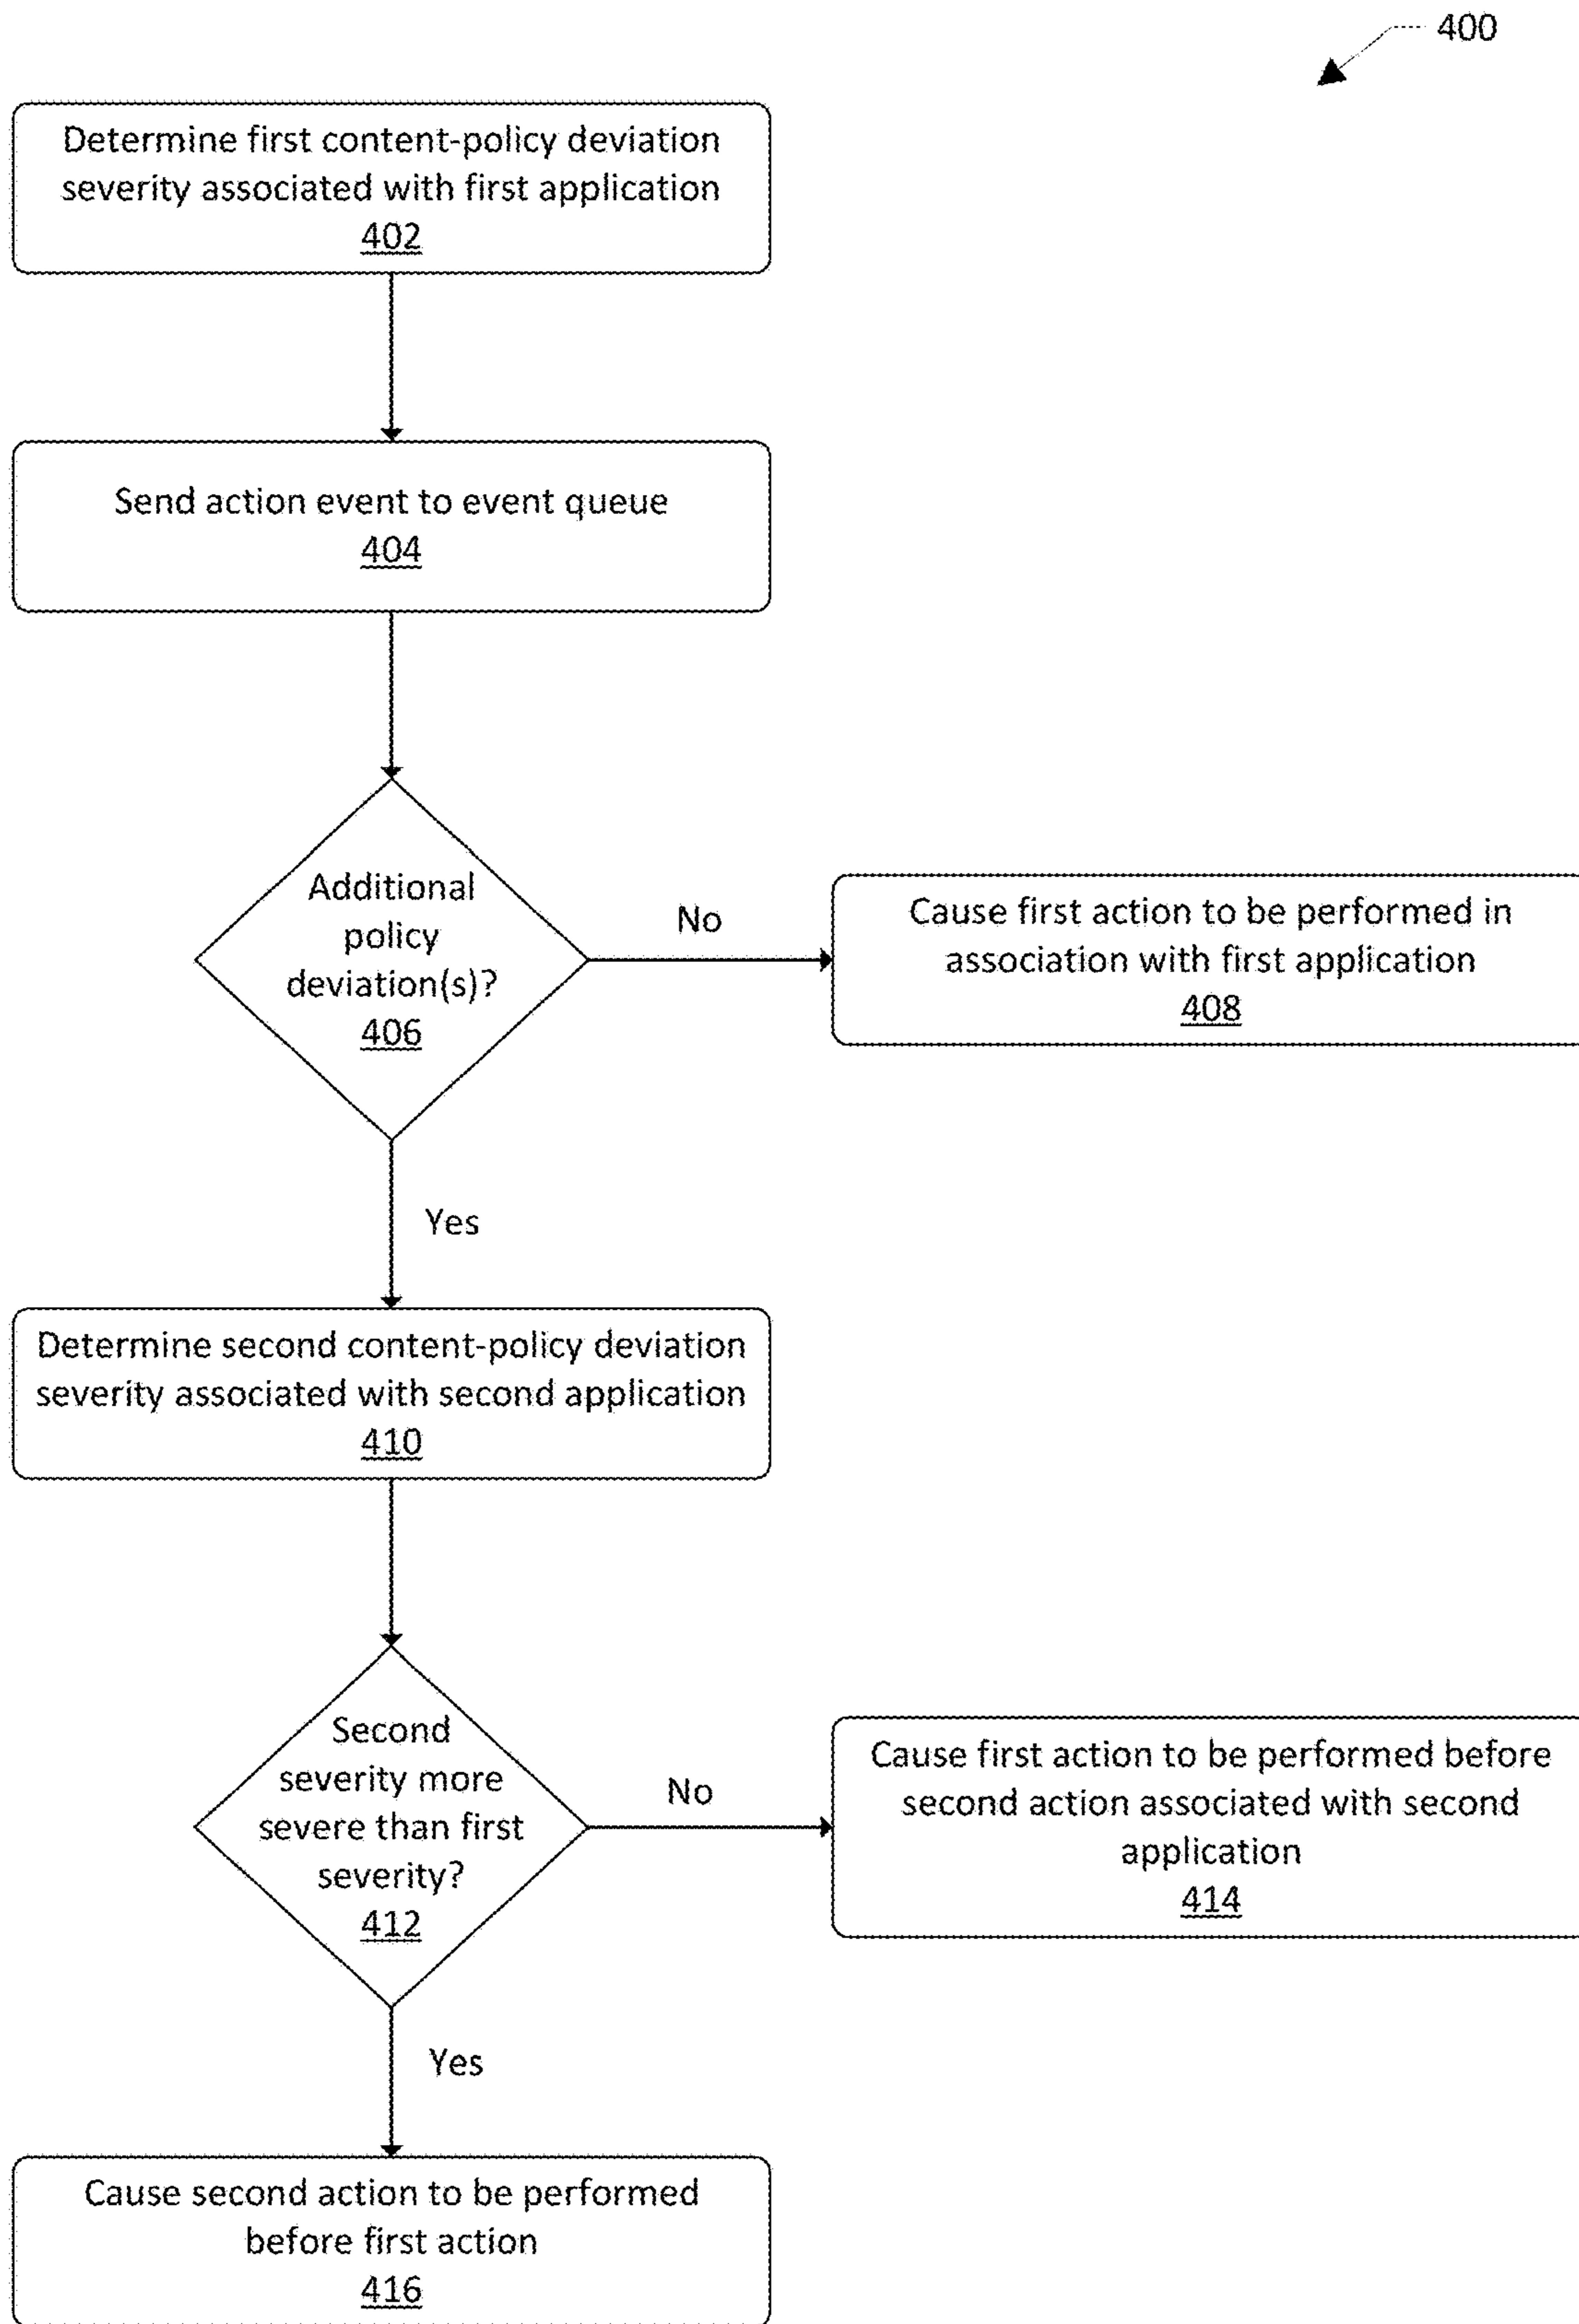 400
Determine first content-policy deviation
severity associated with first application
402
Send action event to event queue
404
Additional
policy
deviation(s)?
406
No
Cause first action to be performed in
association with first application
408
Yes
Determine second content-policy deviation
severity associated with second application
410
Second
severity more
severe than first
severity?
412
No
Cause first action to be performed before
second action associated with second
application
414
Yes
Cause second action to be performed
before first action
416